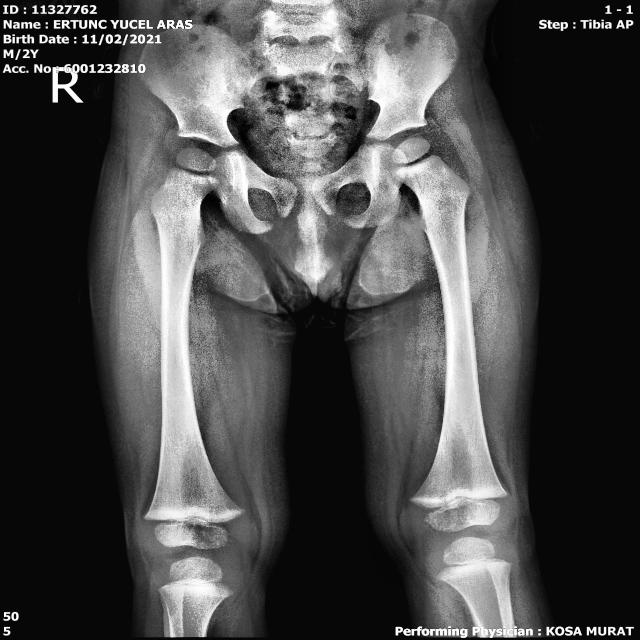 ID : 11327762
Name : ERTUNC YUCEL ARAS
Birth Date : 11/02/2021
M/2Y
Acc. No : 6001232810
R
1 - 1
Step : Tibia AP
50
5
Performing Physician : KOSA MURAT